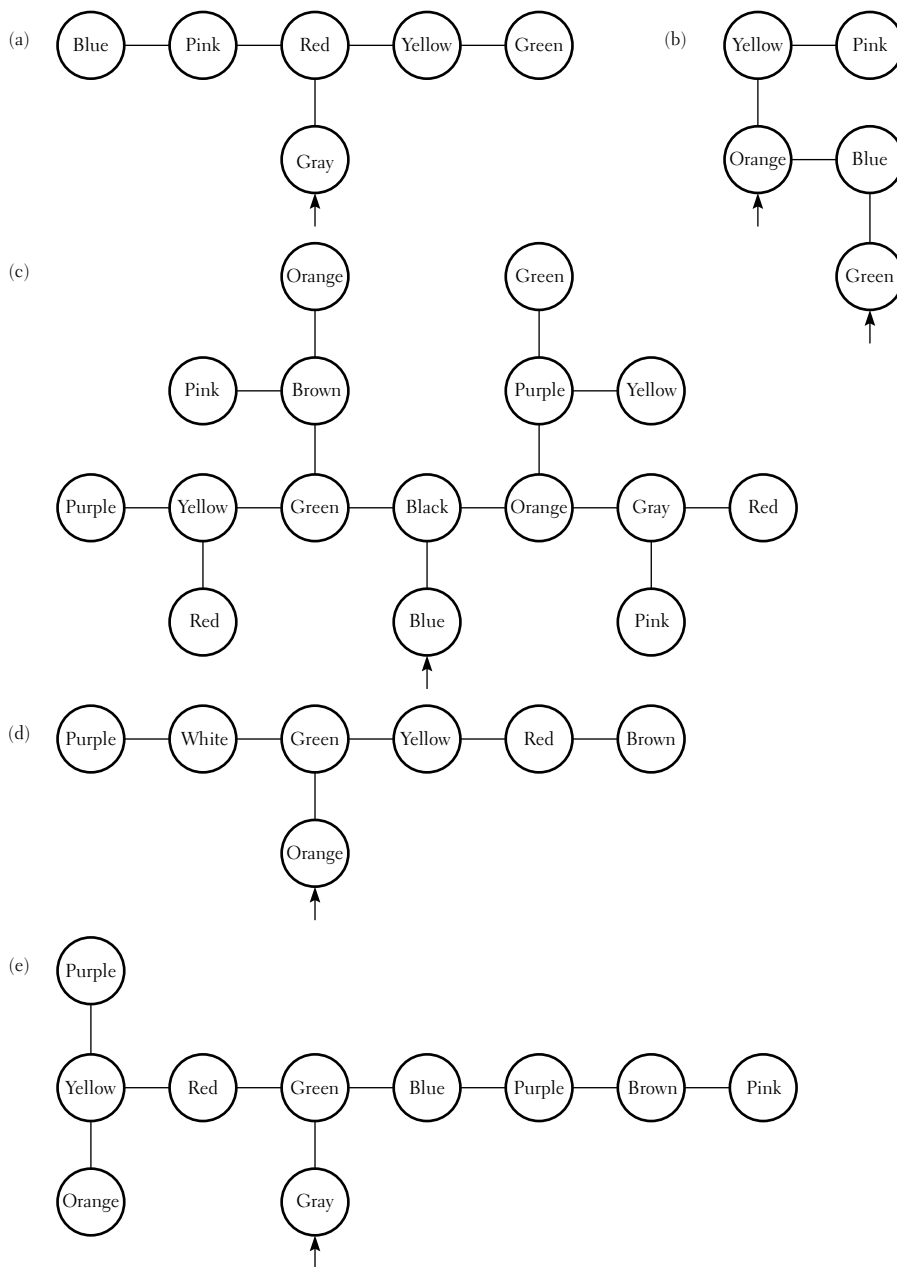 (a) Blue Pink Red Yellow Green
Gray
(b) Yellow Pink
Orange Blue
Green
(c) Orange Green
Pink Brown Purple Yellow
Purple Yellow Green Black Orange Gray Red
Red Blue Pink
(d) Purple White Green Yellow Red Brown
Orange
(e) Purple
Yellow Red Green Blue Purple Brown Pink
Orange Gray